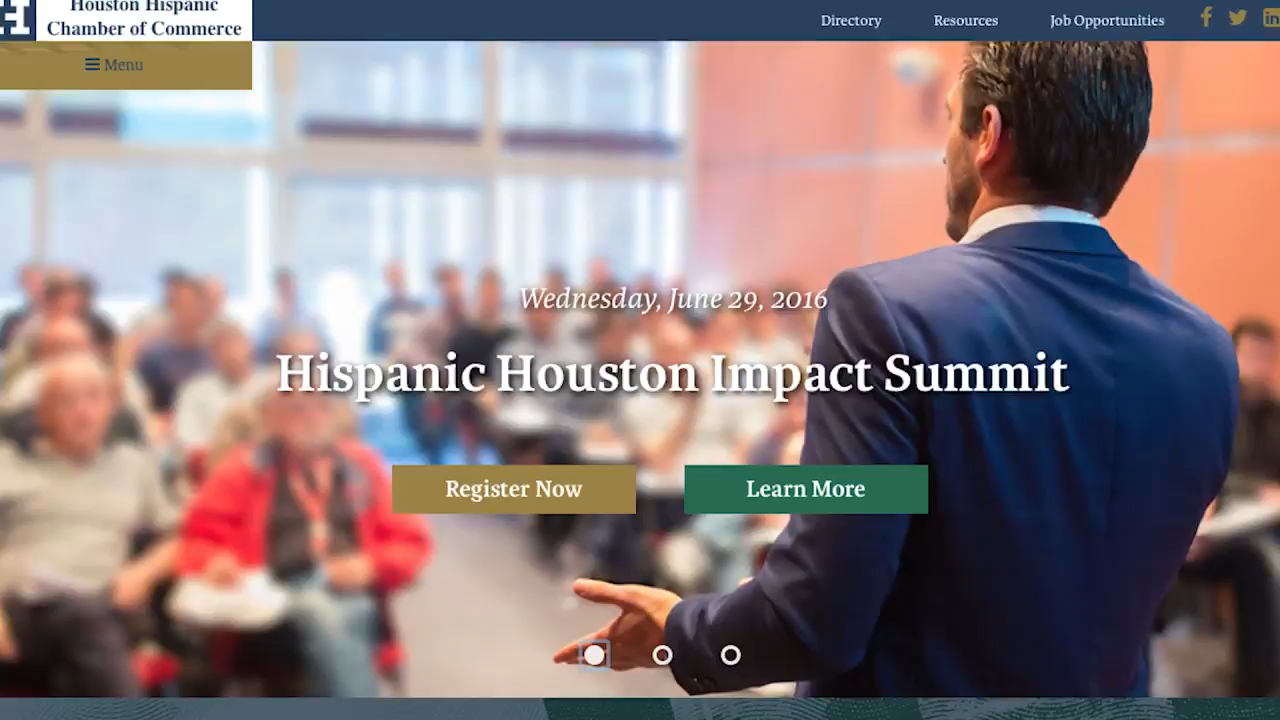 Houston Hispanic
Chamber of Commerce
Directory
Resources
Job Opportunities
Menu
Wednesday, June 29, 2016
Hispanic Houston Impact Summit
Register Now
Learn More